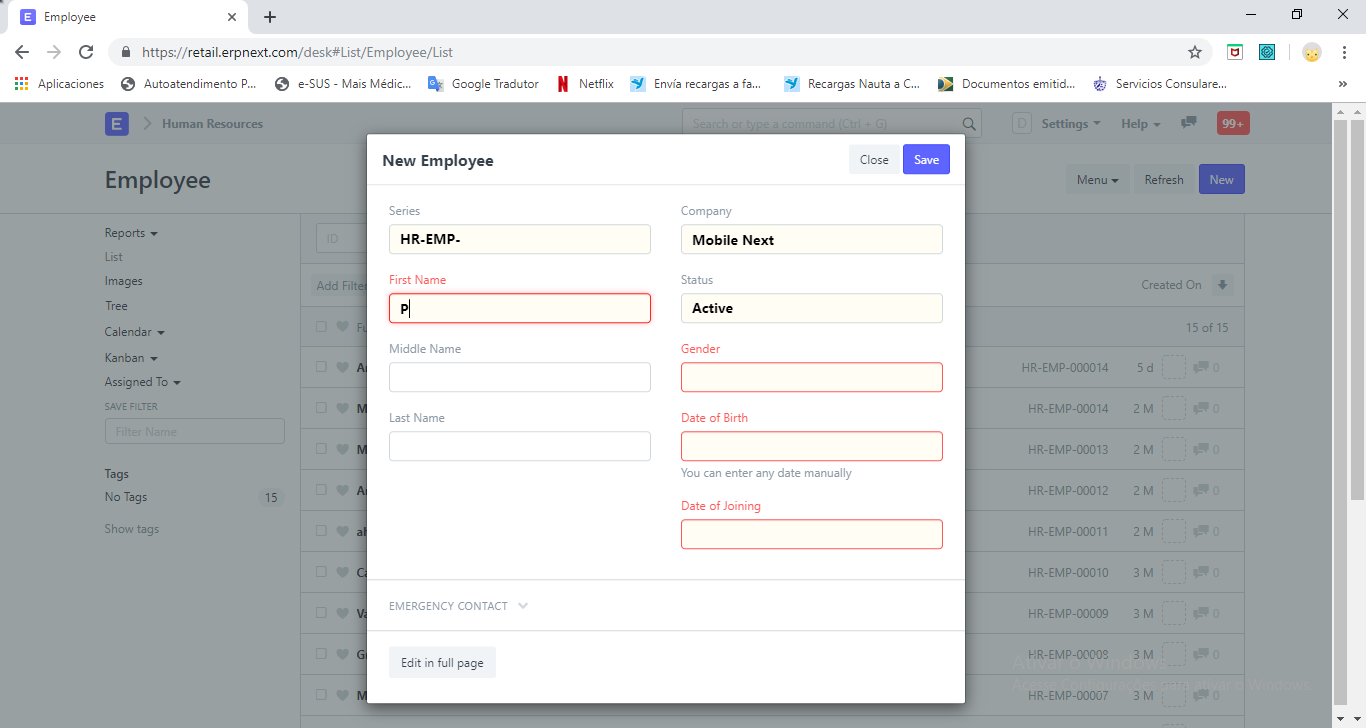 Employee
https://retail.erpnext.com/desk#List/Employee/List
Aplicaciones
Autoatendimento P...
e-SUS - Mais Médic...
Google Tradutor
Netflix
Envía recargas a fa...
Recargas Nauta a C...
Documentos emitid...
Servicios Consulare...
»
E
Human Resources
Search or type a command (Ctrl + G)
D
Settings
Help
99+
Employee
Menu
Refresh
New
New Employee
Close
Save
Reports
List
Images
Tree
Calendar
Kanban
Assigned To
SAVE FILTER
Filter Name
Tags
No Tags 15
Show tags
ID
Add Filter
Created On
15 of 15
HR-EMP-000014 5 d 0
HR-EMP-00014 2 M 0
HR-EMP-00013 2 M 0
HR-EMP-00012 2 M 0
HR-EMP-00011 2 M 0
HR-EMP-00010 3 M 0
HR-EMP-00009 3 M 0
HR-EMP-00008 3 M 0
HR-EMP-00007 3 M 0
Series
HR-EMP-
Company
Mobile Next
First Name
P
Status
Active
Middle Name
Gender
Last Name
Date of Birth
You can enter any date manually
Date of Joining
EMERGENCY CONTACT
Edit in full page
Ativar o Windows